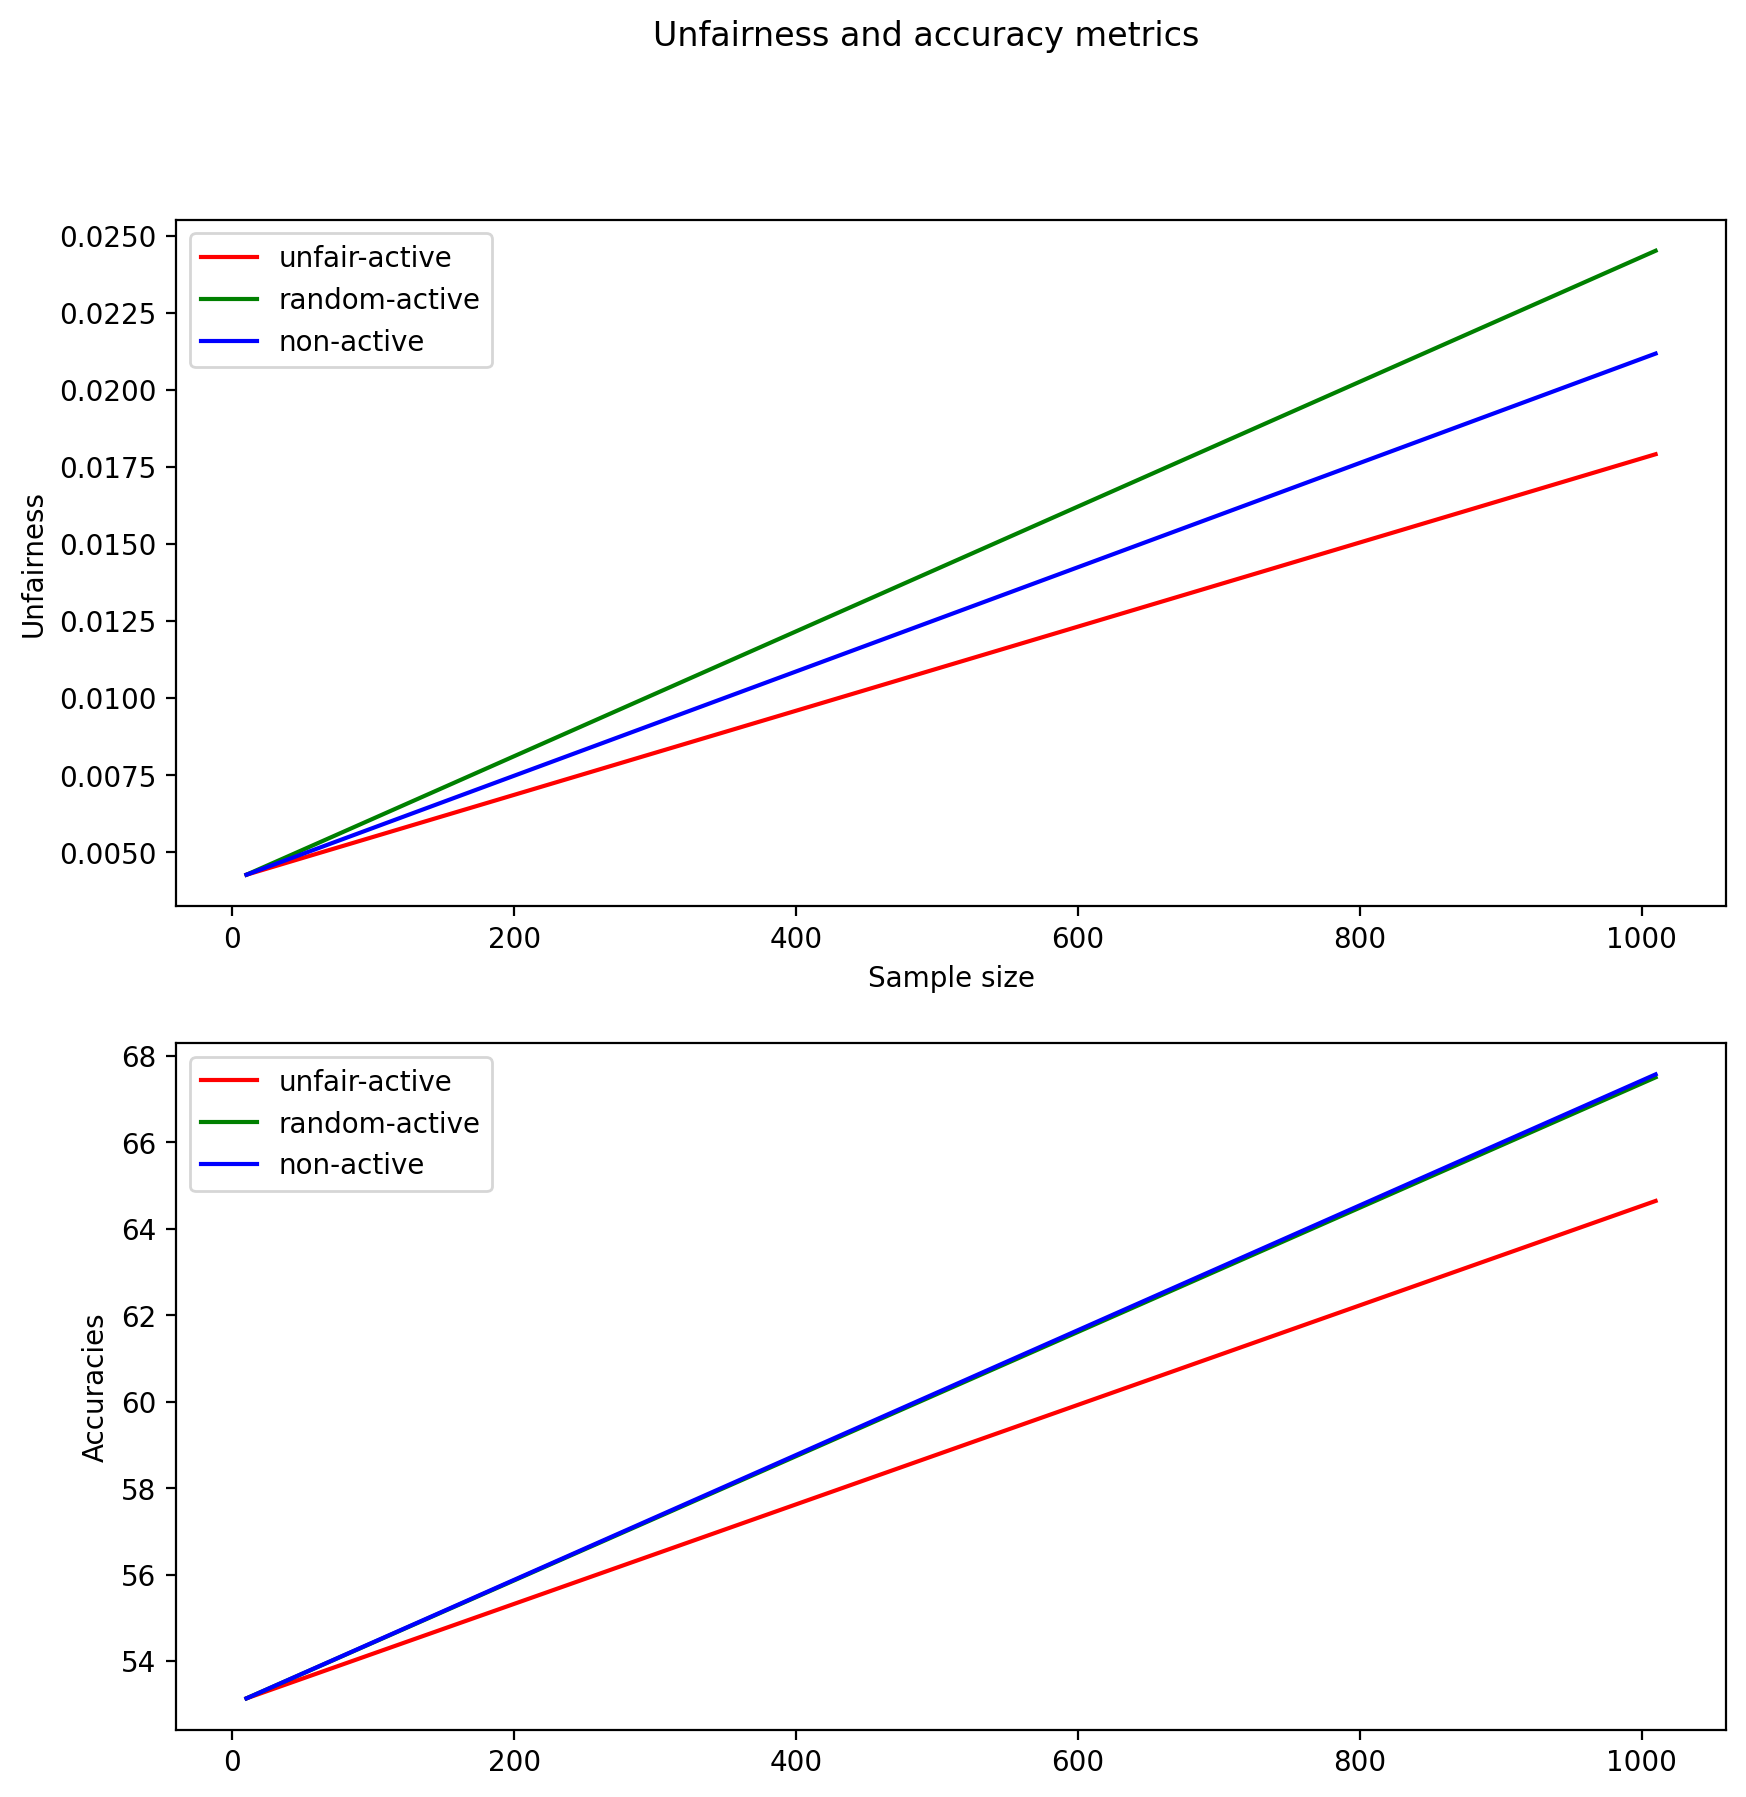 Unfairness and accuracy metrics
0.0250
0.0225
0.0200
0.0175
0.0150
0.0125
0.0100
0.0075
0.0050
Unfairness
unfair-active
random-active
non-active
0 200 400 600 800 1000
Sample size
68
66
64
62
60
58
56
54
Accuracies
unfair-active
random-active
non-active
0 200 400 600 800 1000